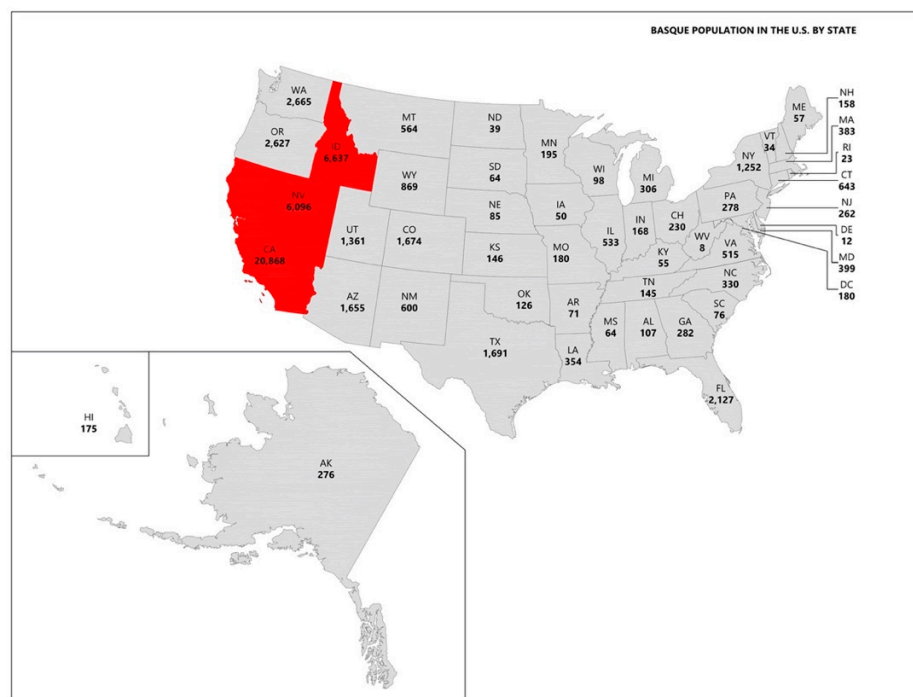 BASQUE POPULATION IN THE U.S. BY STATE
WA
2,665
OR
2,627
ID
6,637
NV
6,096
CA
20,868
MT
564
WY
869
UT
1,361
CO
1,674
AZ
1,655
NM
600
ND
39
SD
64
NE
85
KS
146
OK
126
TX
1,691
MN
195
IA
50
MO
180
AR
71
LA
354
WI
98
IL
533
MI
306
IN
168
CH
230
KY
55
TN
145
MS
64
AL
107
GA
282
FL
2,127
SC
76
NC
330
VA
515
WV
8
PA
278
NY
1,252
VT
34
ME
57
NH
158
MA
383
RI
23
CT
643
NJ
262
DE
12
MD
399
DC
180
HI
175
AK
276